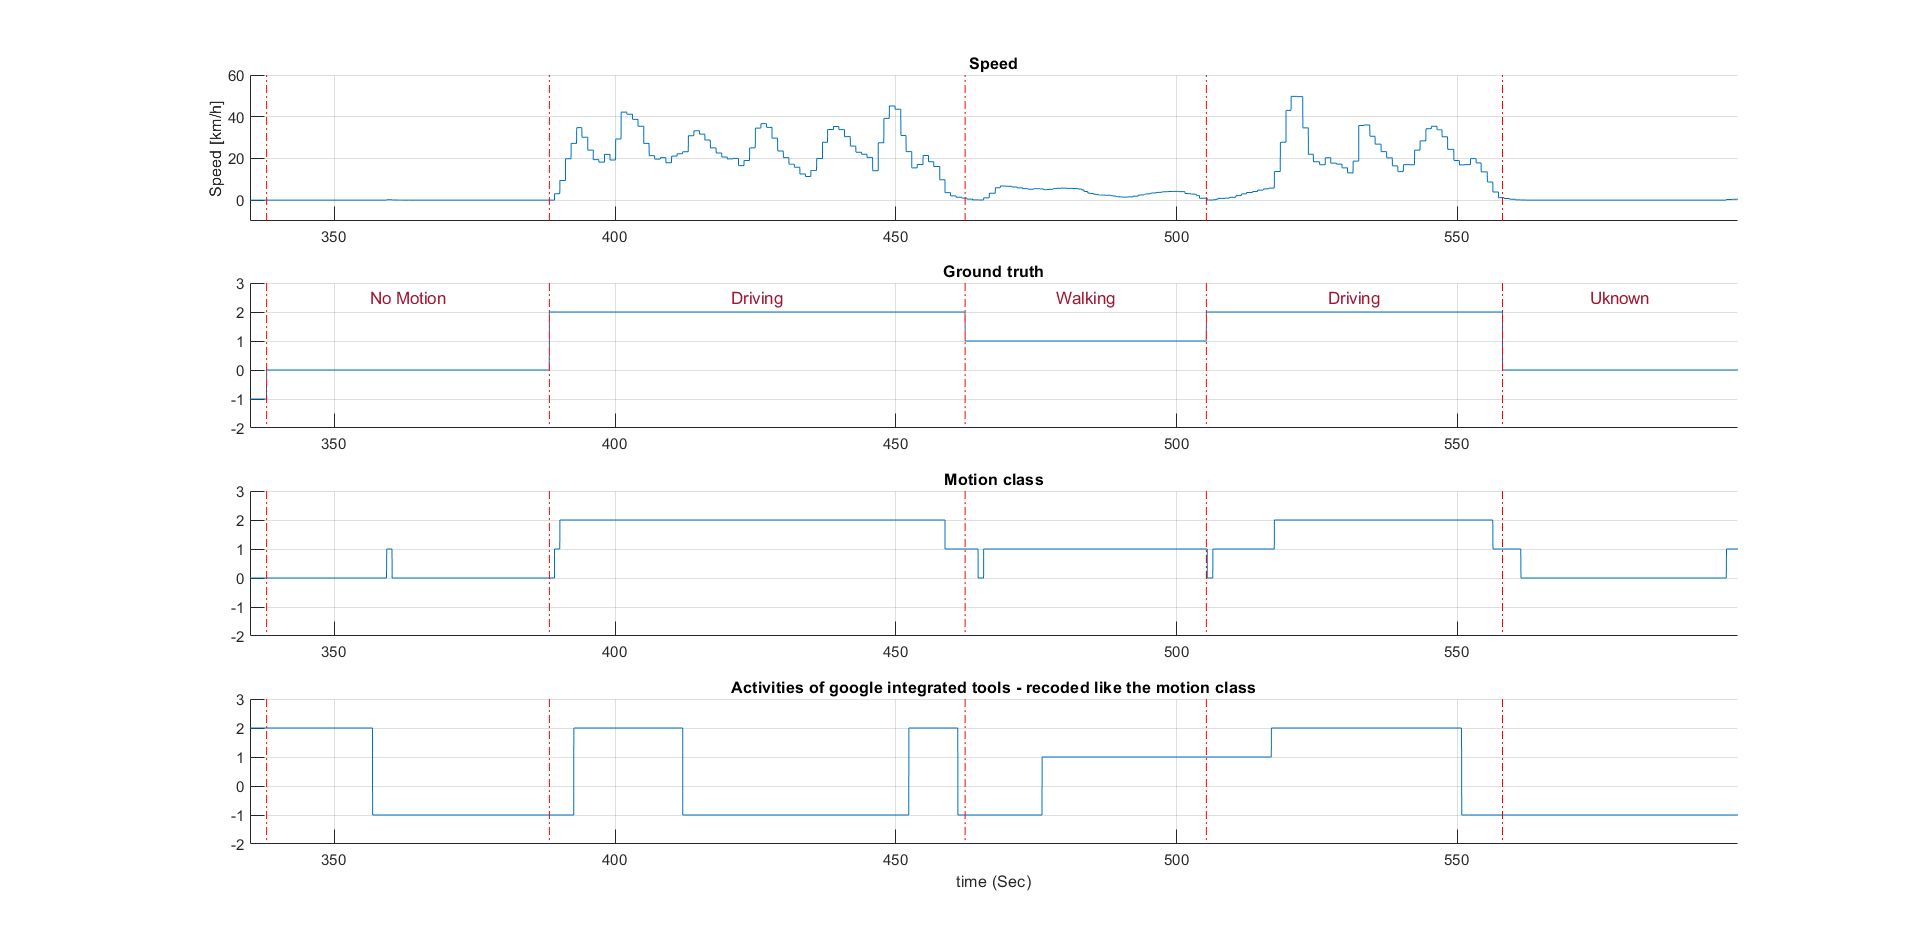 Speed
60
40
20
0
Speed [km/h]
350 400 450 500 550
Ground truth
3
2
1
0
-1
-2
No Motion Driving Walking Driving Uknown
350 400 450 500 550
Motion class
3
2
1
0
-1
-2
350 400 450 500 550
Activities of google integrated tools - recoded like the motion class
3
2
1
0
-1
-2
350 400 450 500 550
time (Sec)